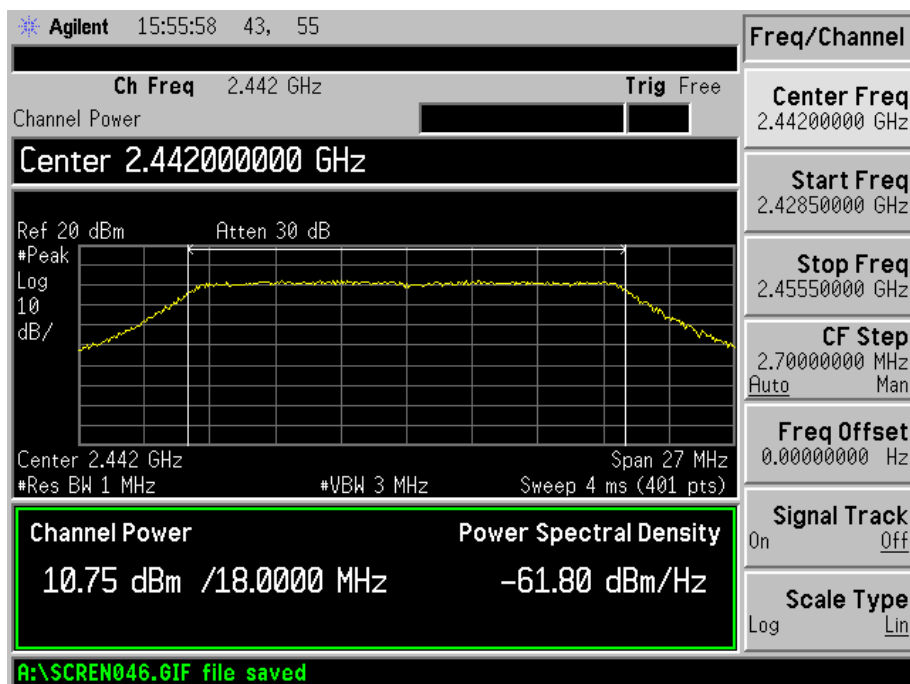 Agilent 15:55:58 43, 55
Freq/Channel
Ch Freq 2.442 GHz Trig Free
Channel Power
Center 2.442000000 GHz
Ref 20 dBm Atten 30 dB
#Peak
Log
10
dB/
Center 2.442 GHz Span 27 MHz
#Res BW 1 MHz #VBW 3 MHz Sweep 4 ms (401 pts)
Channel Power Power Spectral Density
10.75 dBm /18.0000 MHz -61.80 dBm/Hz
A:\SCREN046.GIF file saved
Center Freq
2.44200000 GHz
Start Freq
2.42850000 GHz
Stop Freq
2.45550000 GHz
CF Step
2.70000000 MHz
Auto Man
Freq Offset
0.00000000 Hz
Signal Track
On Off
Scale Type
Log Lin